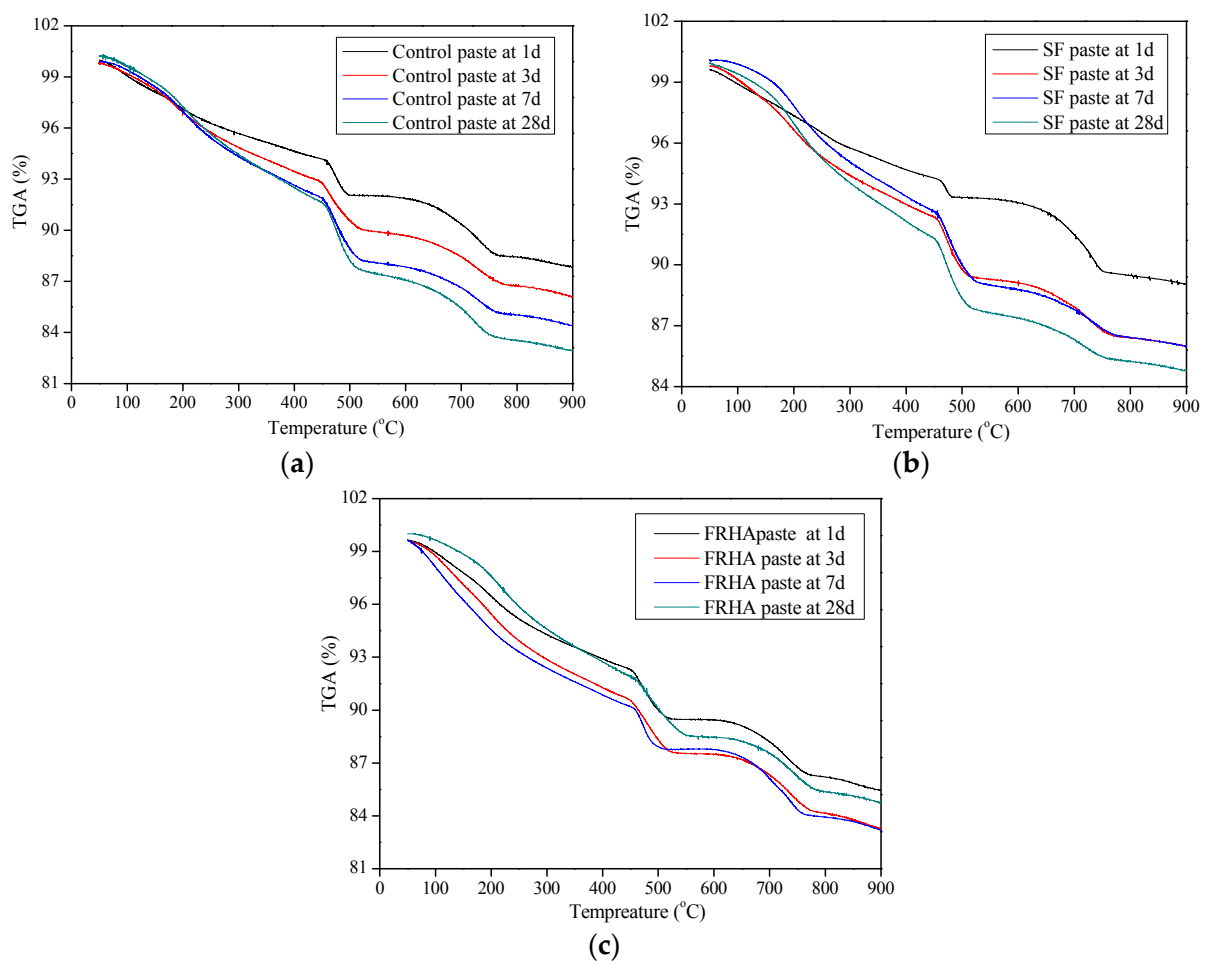 102
99
96
93
90
87
84
81
TGA (%)
Control paste at 1d
Control paste at 3d
Control paste at 7d
Control paste at 28d
0 100 200 300 400 500 600 700 800 900
Temperature (°C)
(a)
102
99
96
93
90
87
84
TGA (%)
SF paste at 1d
SF paste at 3d
SF paste at 7d
SF paste at 28d
0 100 200 300 400 500 600 700 800 900
Temperature (°C)
(b)
102
99
96
93
90
87
84
81
TGA (%)
FRHApaste at 1d
FRHA paste at 3d
FRHA paste at 7d
FRHA paste at 28d
0 100 200 300 400 500 600 700 800 900
Tempreature (°C)
(c)